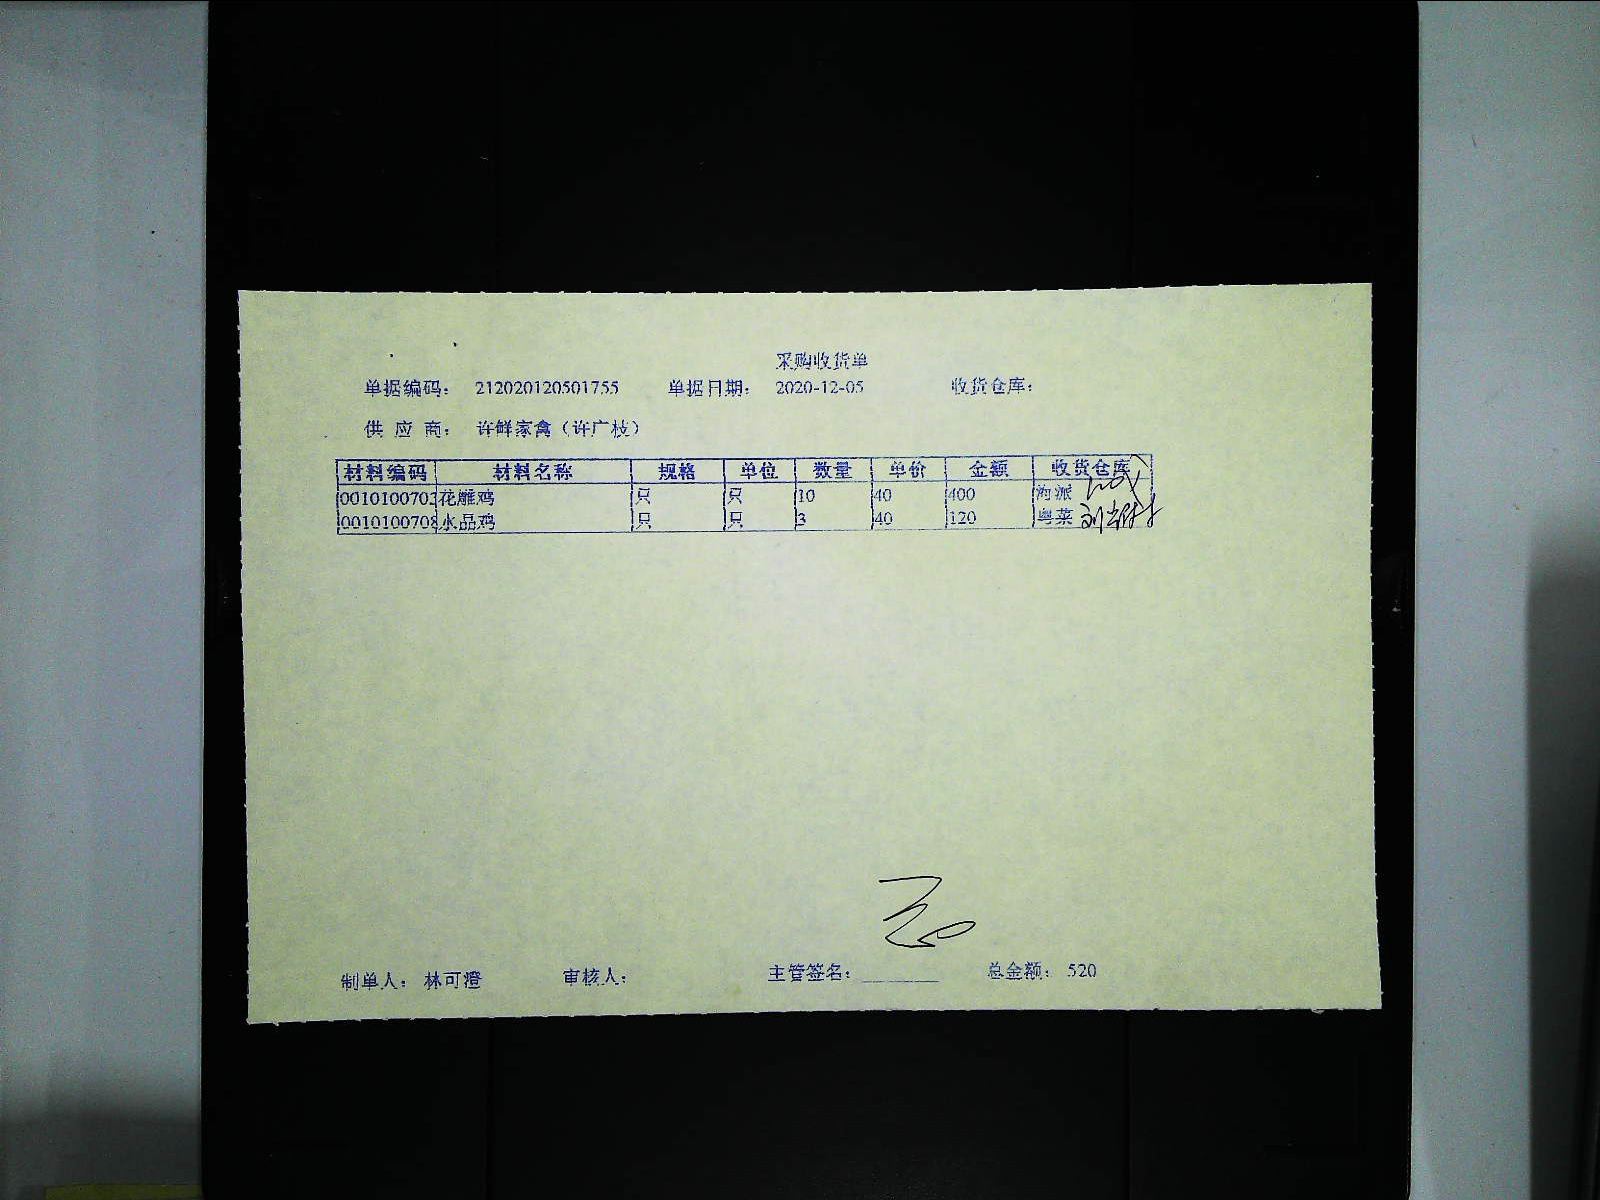 采购收货单
单据编码： 212020120501755 单据日期： 2020-12-05 收货仓库：
供 应 商： 许鲜家禽（许广枝）
材料编码 材料名称 规格 单位 数量 单价 金额 收货仓库
001010070 花雕鸡 只 只 10 40 400 海派
001010070 水晶鸡 只 只 3 40 120 粤菜
制单人： 林可澄 审核人： 主管签名： 总金额： 520